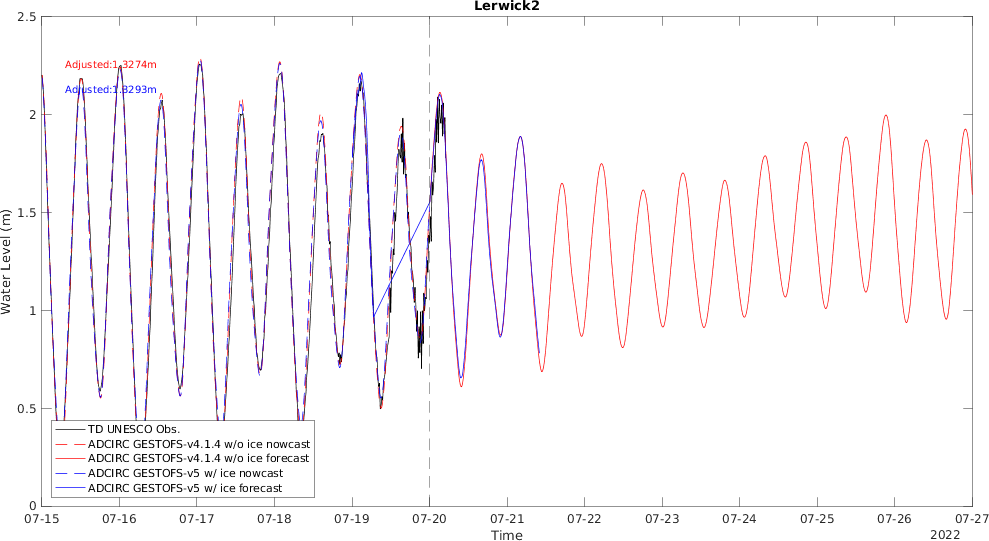 Lerwick2
2.5
2
1.5
1
0.5
0
Water Level (m)
Adjusted:1.3274m
Adjusted:1.3293m
TD UNESCO Obs.
ADCIRC GESTOFS-v4.1.4 w/o ice nowcast
ADCIRC GESTOFS-v4.1.4 w/o ice forecast
ADCIRC GESTOFS-v5 w/ ice nowcast
ADCIRC GESTOFS-v5 w/ ice forecast
07-15 07-16 07-17 07-18 07-19 07-20 07-21 07-22 07-23 07-24 07-25 07-26 07-27
Time
2022